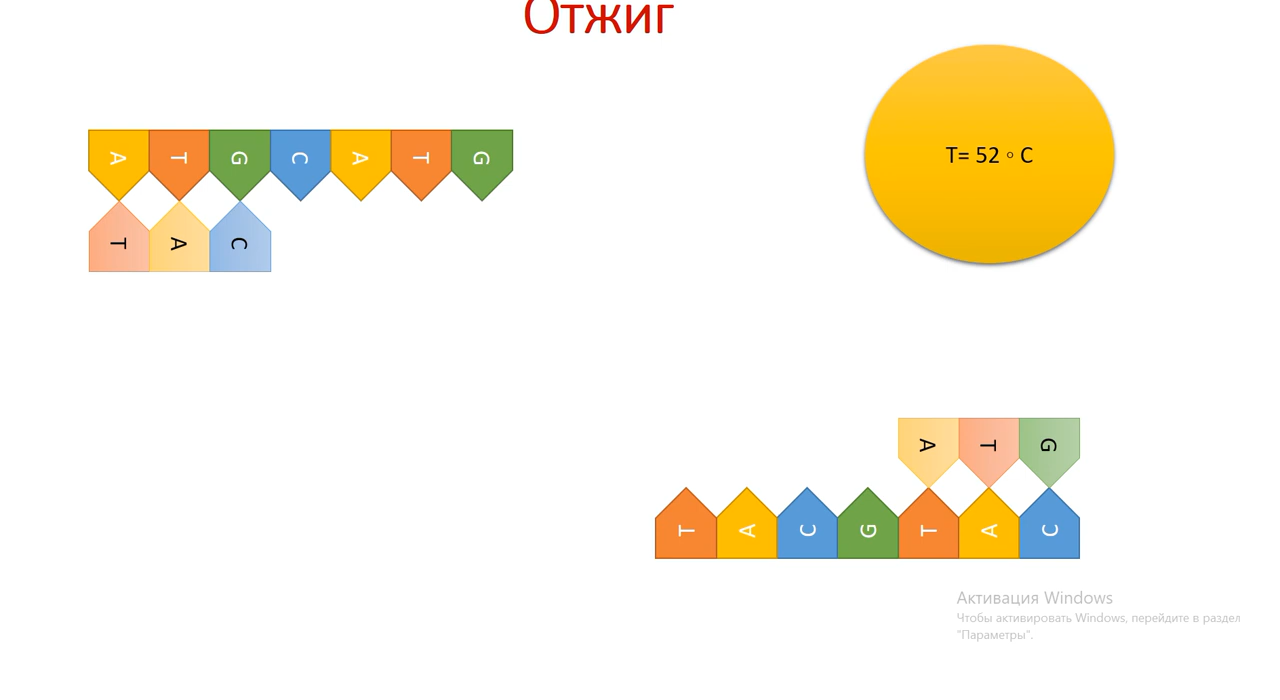 Отжиг
T= 52 ◦ C
A T G C A T G
T A C
A T G
T A C G T A C
Активация Windows
Чтобы активировать Windows, перейдите в раздел
"Параметры".